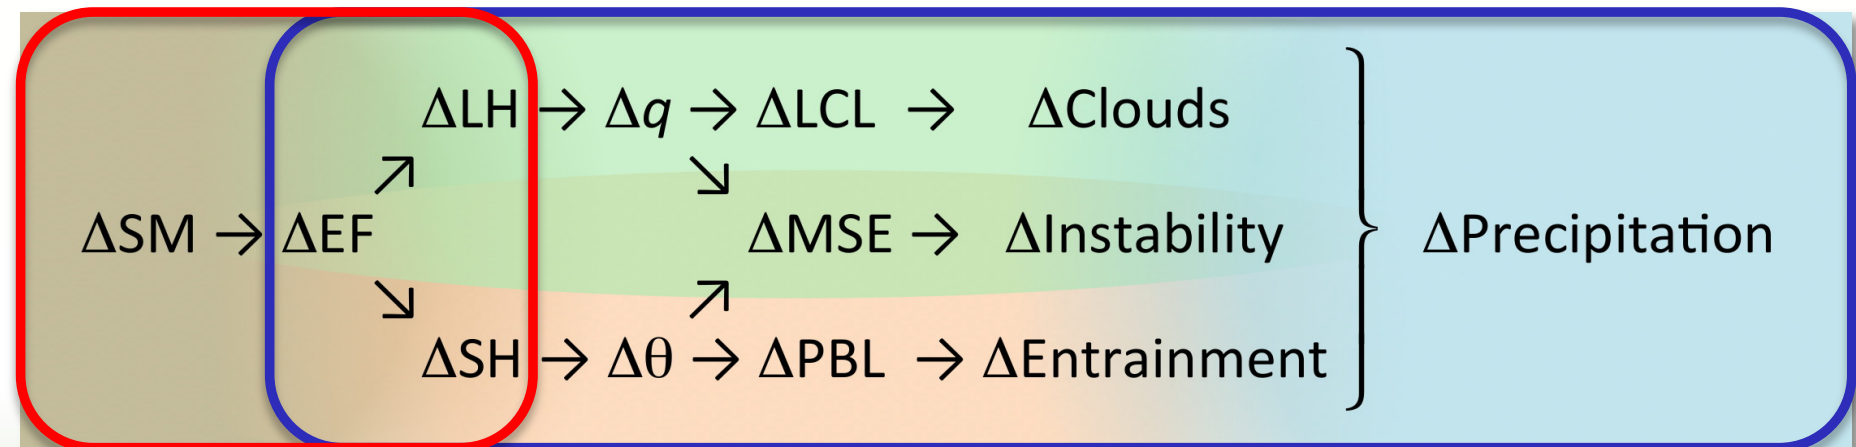 ΔLH → Δq → ΔLCL → ΔClouds
↗ ↘
ΔSM → ΔEF ΔMSE → ΔInstability } ΔPrecipitation
↘ ↗
ΔSH → Δθ → ΔPBL → ΔEntrainment